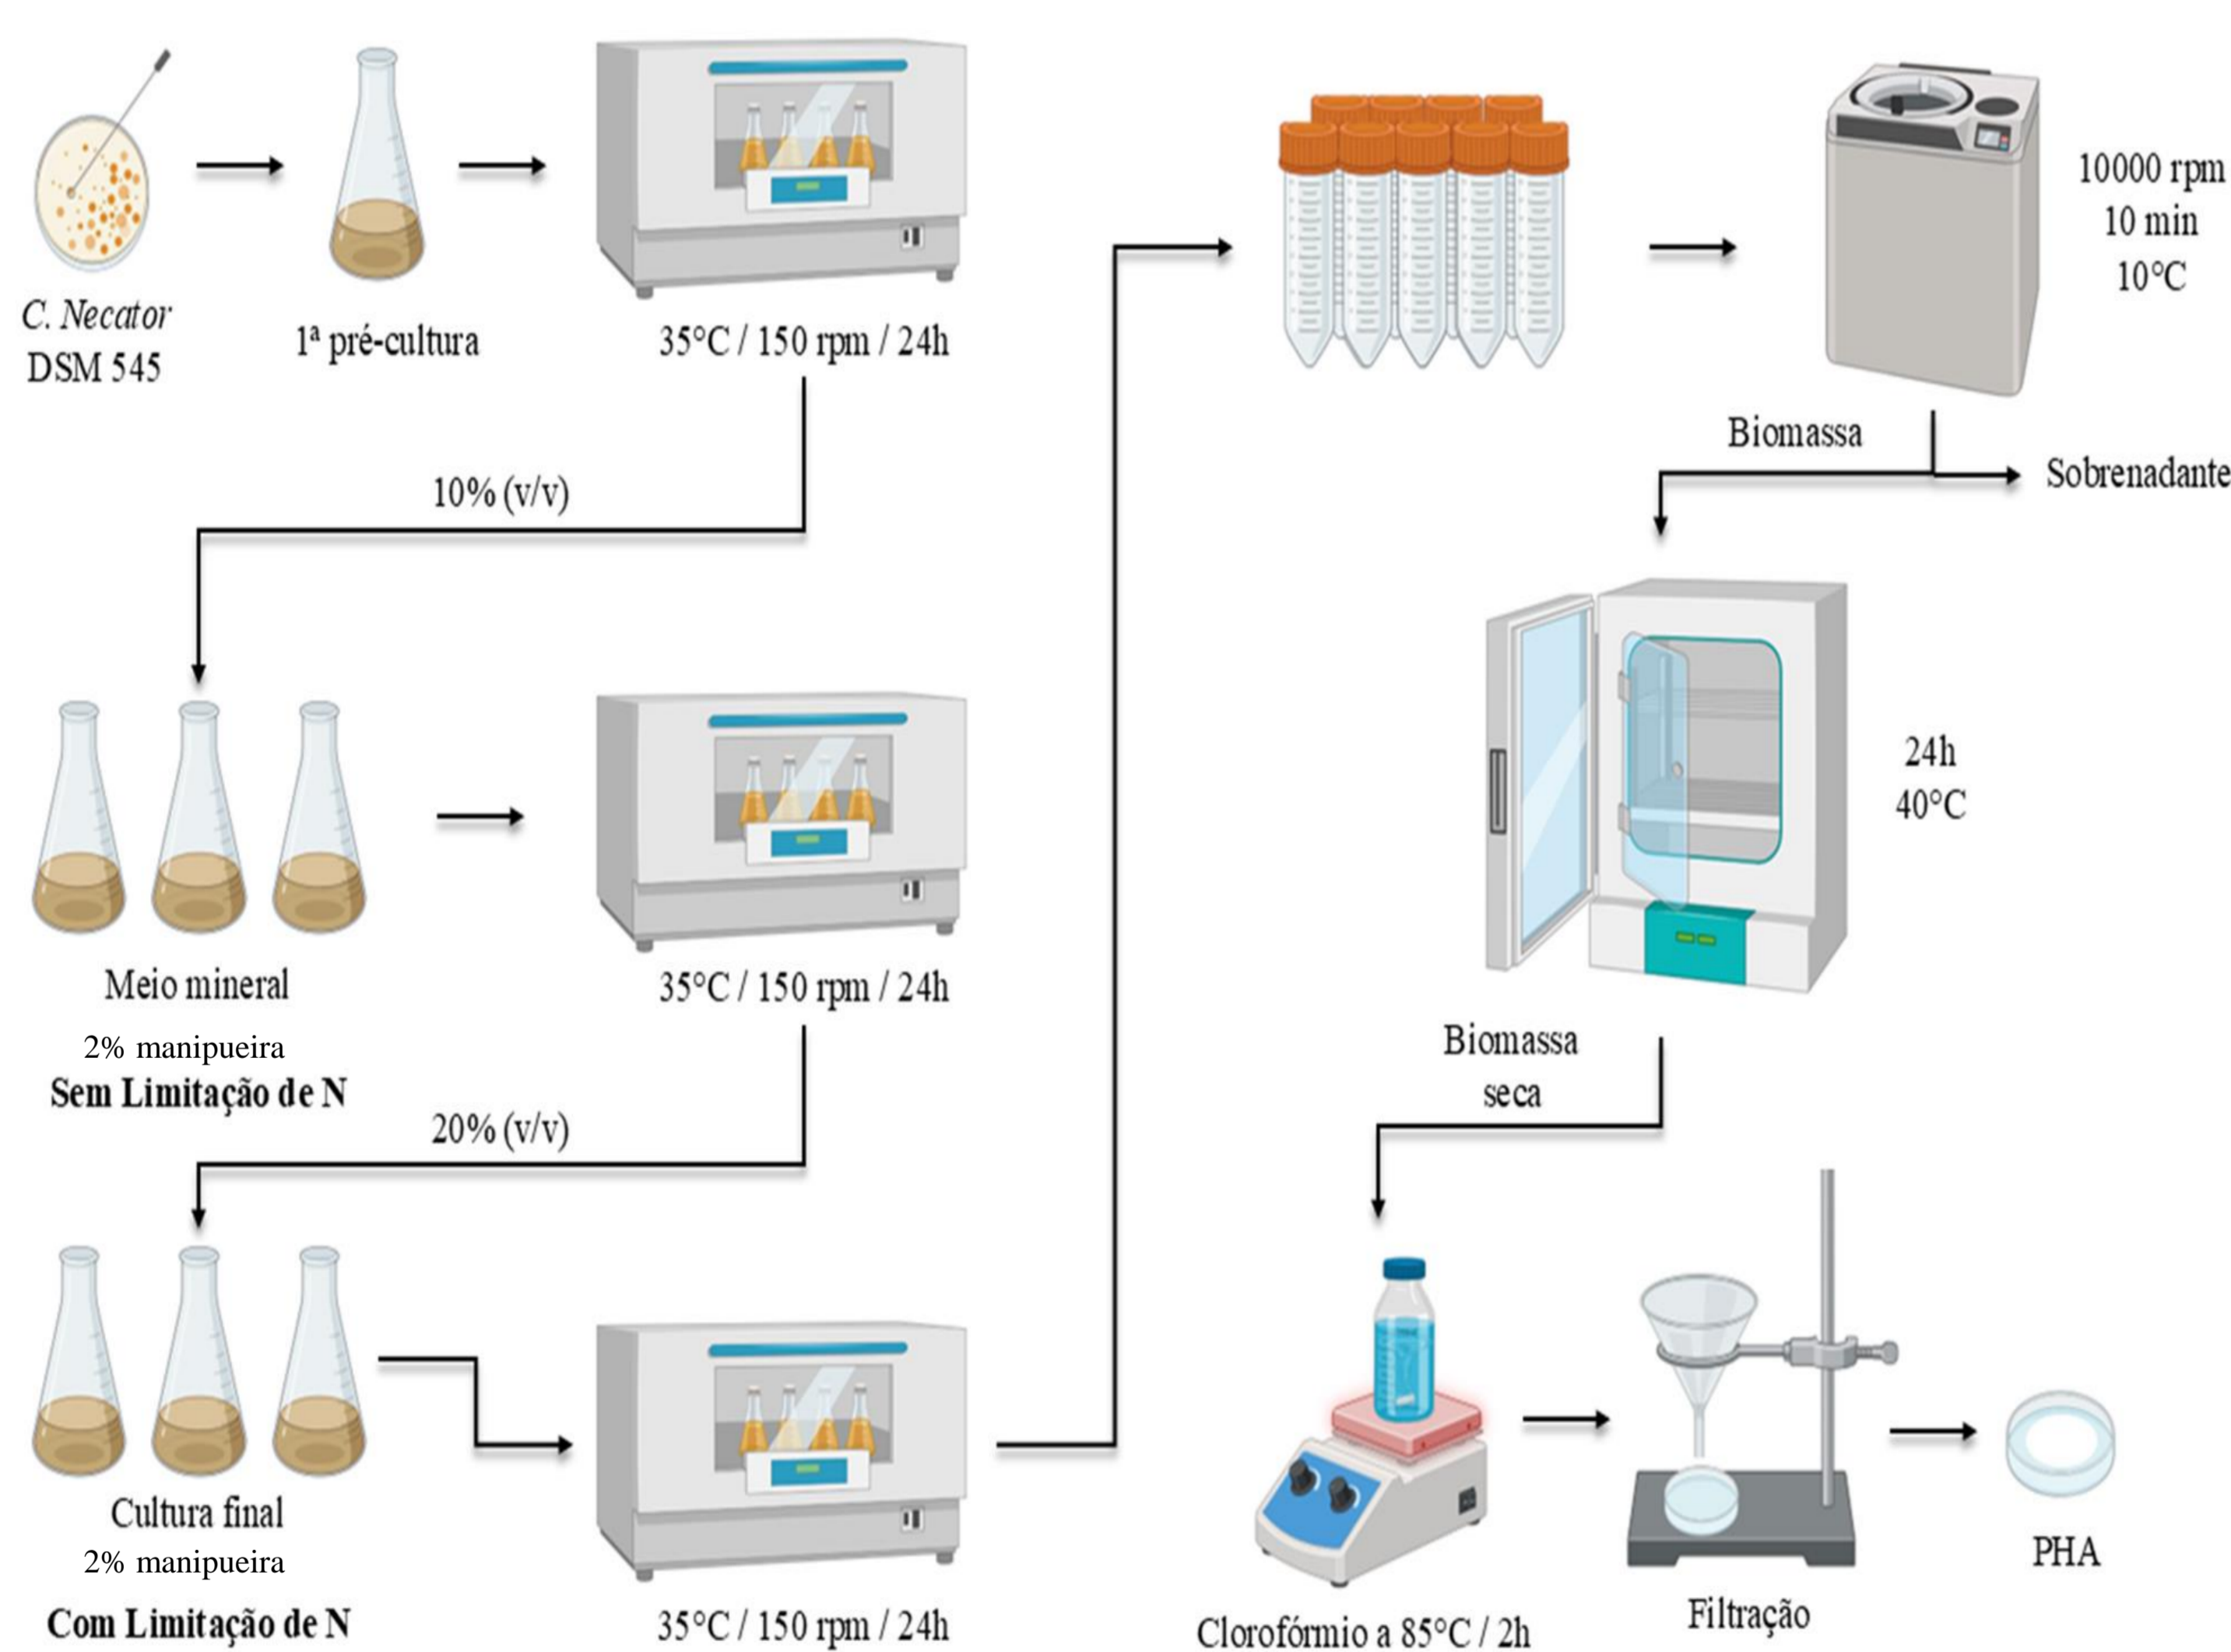 C. Necator
DSM 545
1ª pré-cultura
35°C / 150 rpm / 24h
10% (v/v)
Meio mineral
2% manipueira
Sem Limitação de N
35°C / 150 rpm / 24h
20% (v/v)
Cultura final
2% manipueira
Com Limitação de N
35°C / 150 rpm / 24h
10000 rpm
10 min
10°C
Biomassa
Sobrenadante
24h
40°C
Biomassa
seca
Clorofórmio a 85°C / 2h
Filtração
PHA